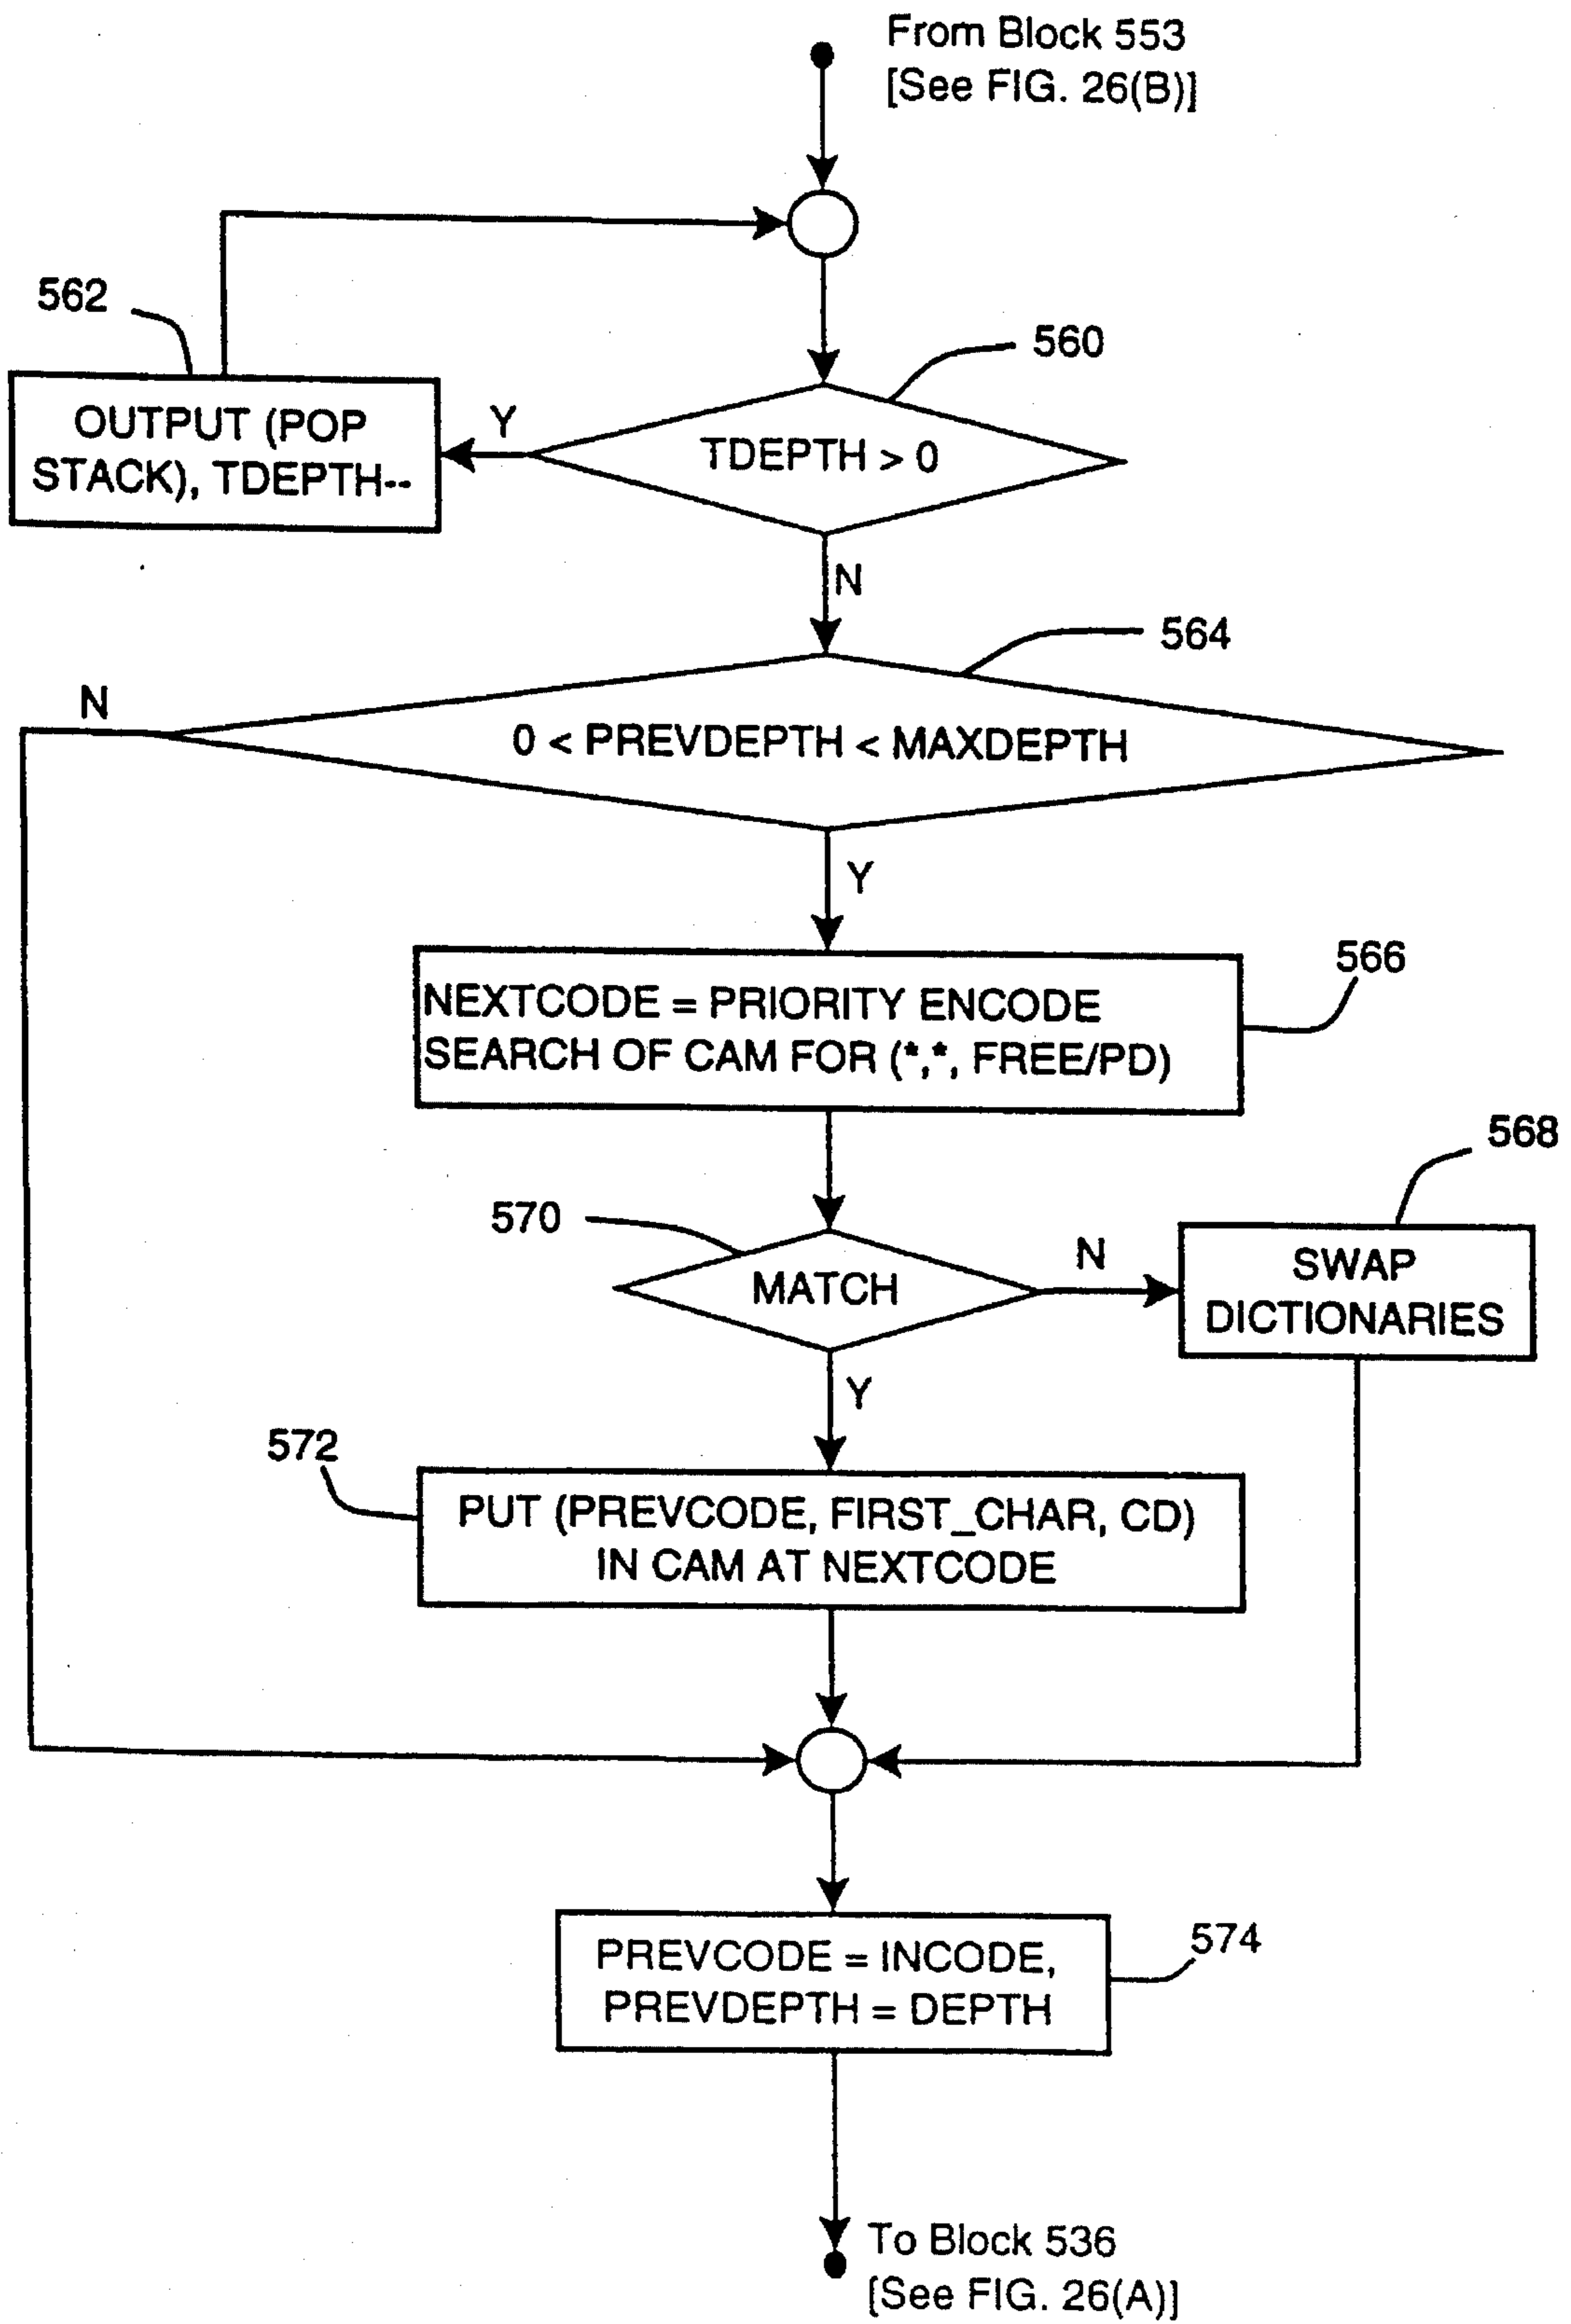 From Block 553
[See FIG. 26(B)]
562
560
OUTPUT (POP
STACK), TDEPTH--
Y
TDEPTH > 0
N
564
N
0 < PREVDEPTH < MAXDEPTH
Y
566
NEXTCODE = PRIORITY ENCODE
SEARCH OF CAM FOR (*,*, FREE/PD)
568
570
MATCH
N
SWAP
DICTIONARIES
Y
572
PUT (PREVCODE, FIRST_CHAR, CD)
IN CAM AT NEXTCODE
574
PREVCODE = INCODE,
PREVDEPTH = DEPTH
To Block 536
[See FIG. 26(A)]